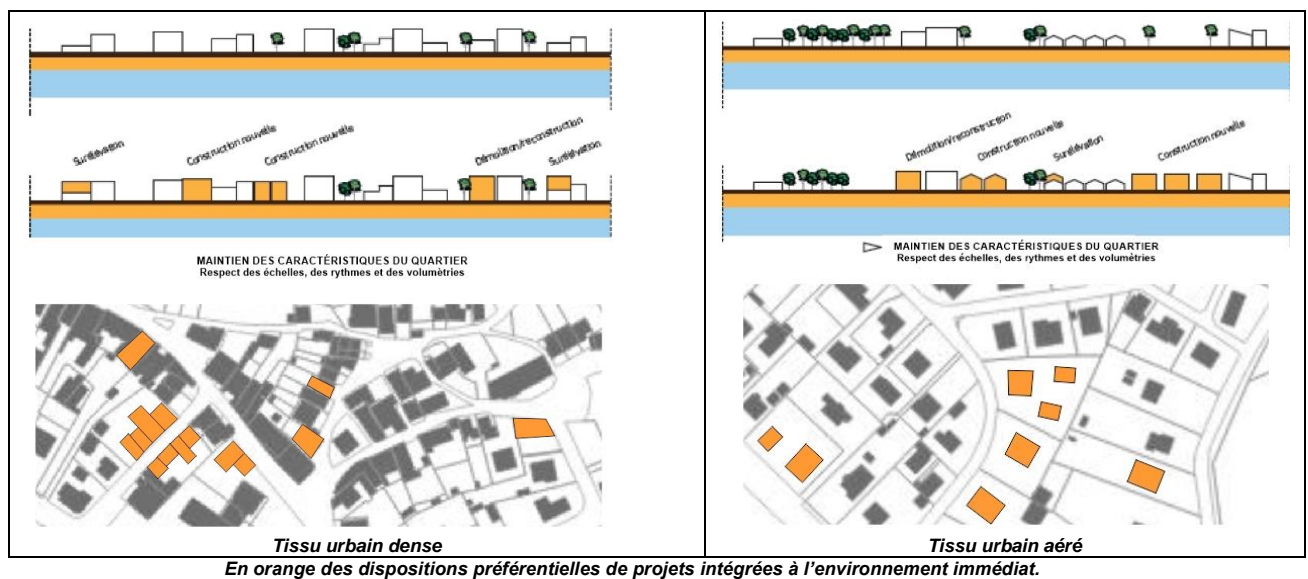 Surélévation
Construction nouvelle
Construction nouvelle
Démolition/reconstruction
Surélévation
MAINTIEN DES CARACTÉRISTIQUES DU QUARTIER
Respect des échelles, des rythmes et des volumètries
Tissu urbain dense
Démolition/reconstruction
Construction nouvelle
Surélévation
Construction nouvelle
MAINTIEN DES CARACTÉRISTIQUES DU QUARTIER
Respect des échelles, des rythmes et des volumètries
Tissu urbain aéré
En orange des dispositions préférentielles de projets intégrées à l’environnement immédiat.